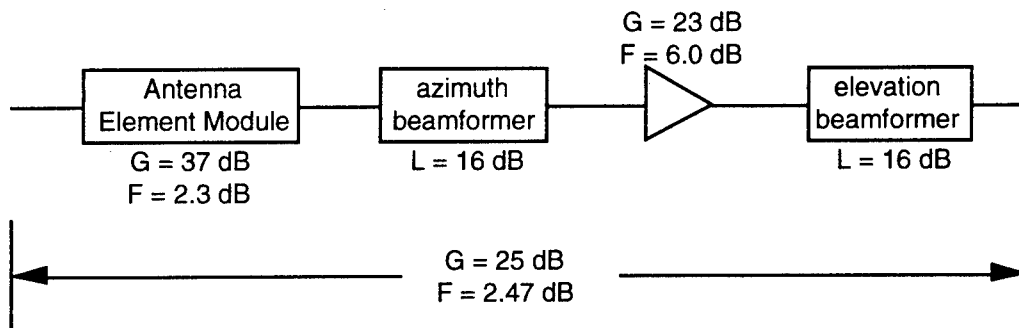 G = 23 dB
F = 6.0 dB
Antenna
Element Module
G = 37 dB
F = 2.3 dB
azimuth
beamformer
L = 16 dB
elevation
beamformer
L = 16 dB
G = 25 dB
F = 2.47 dB